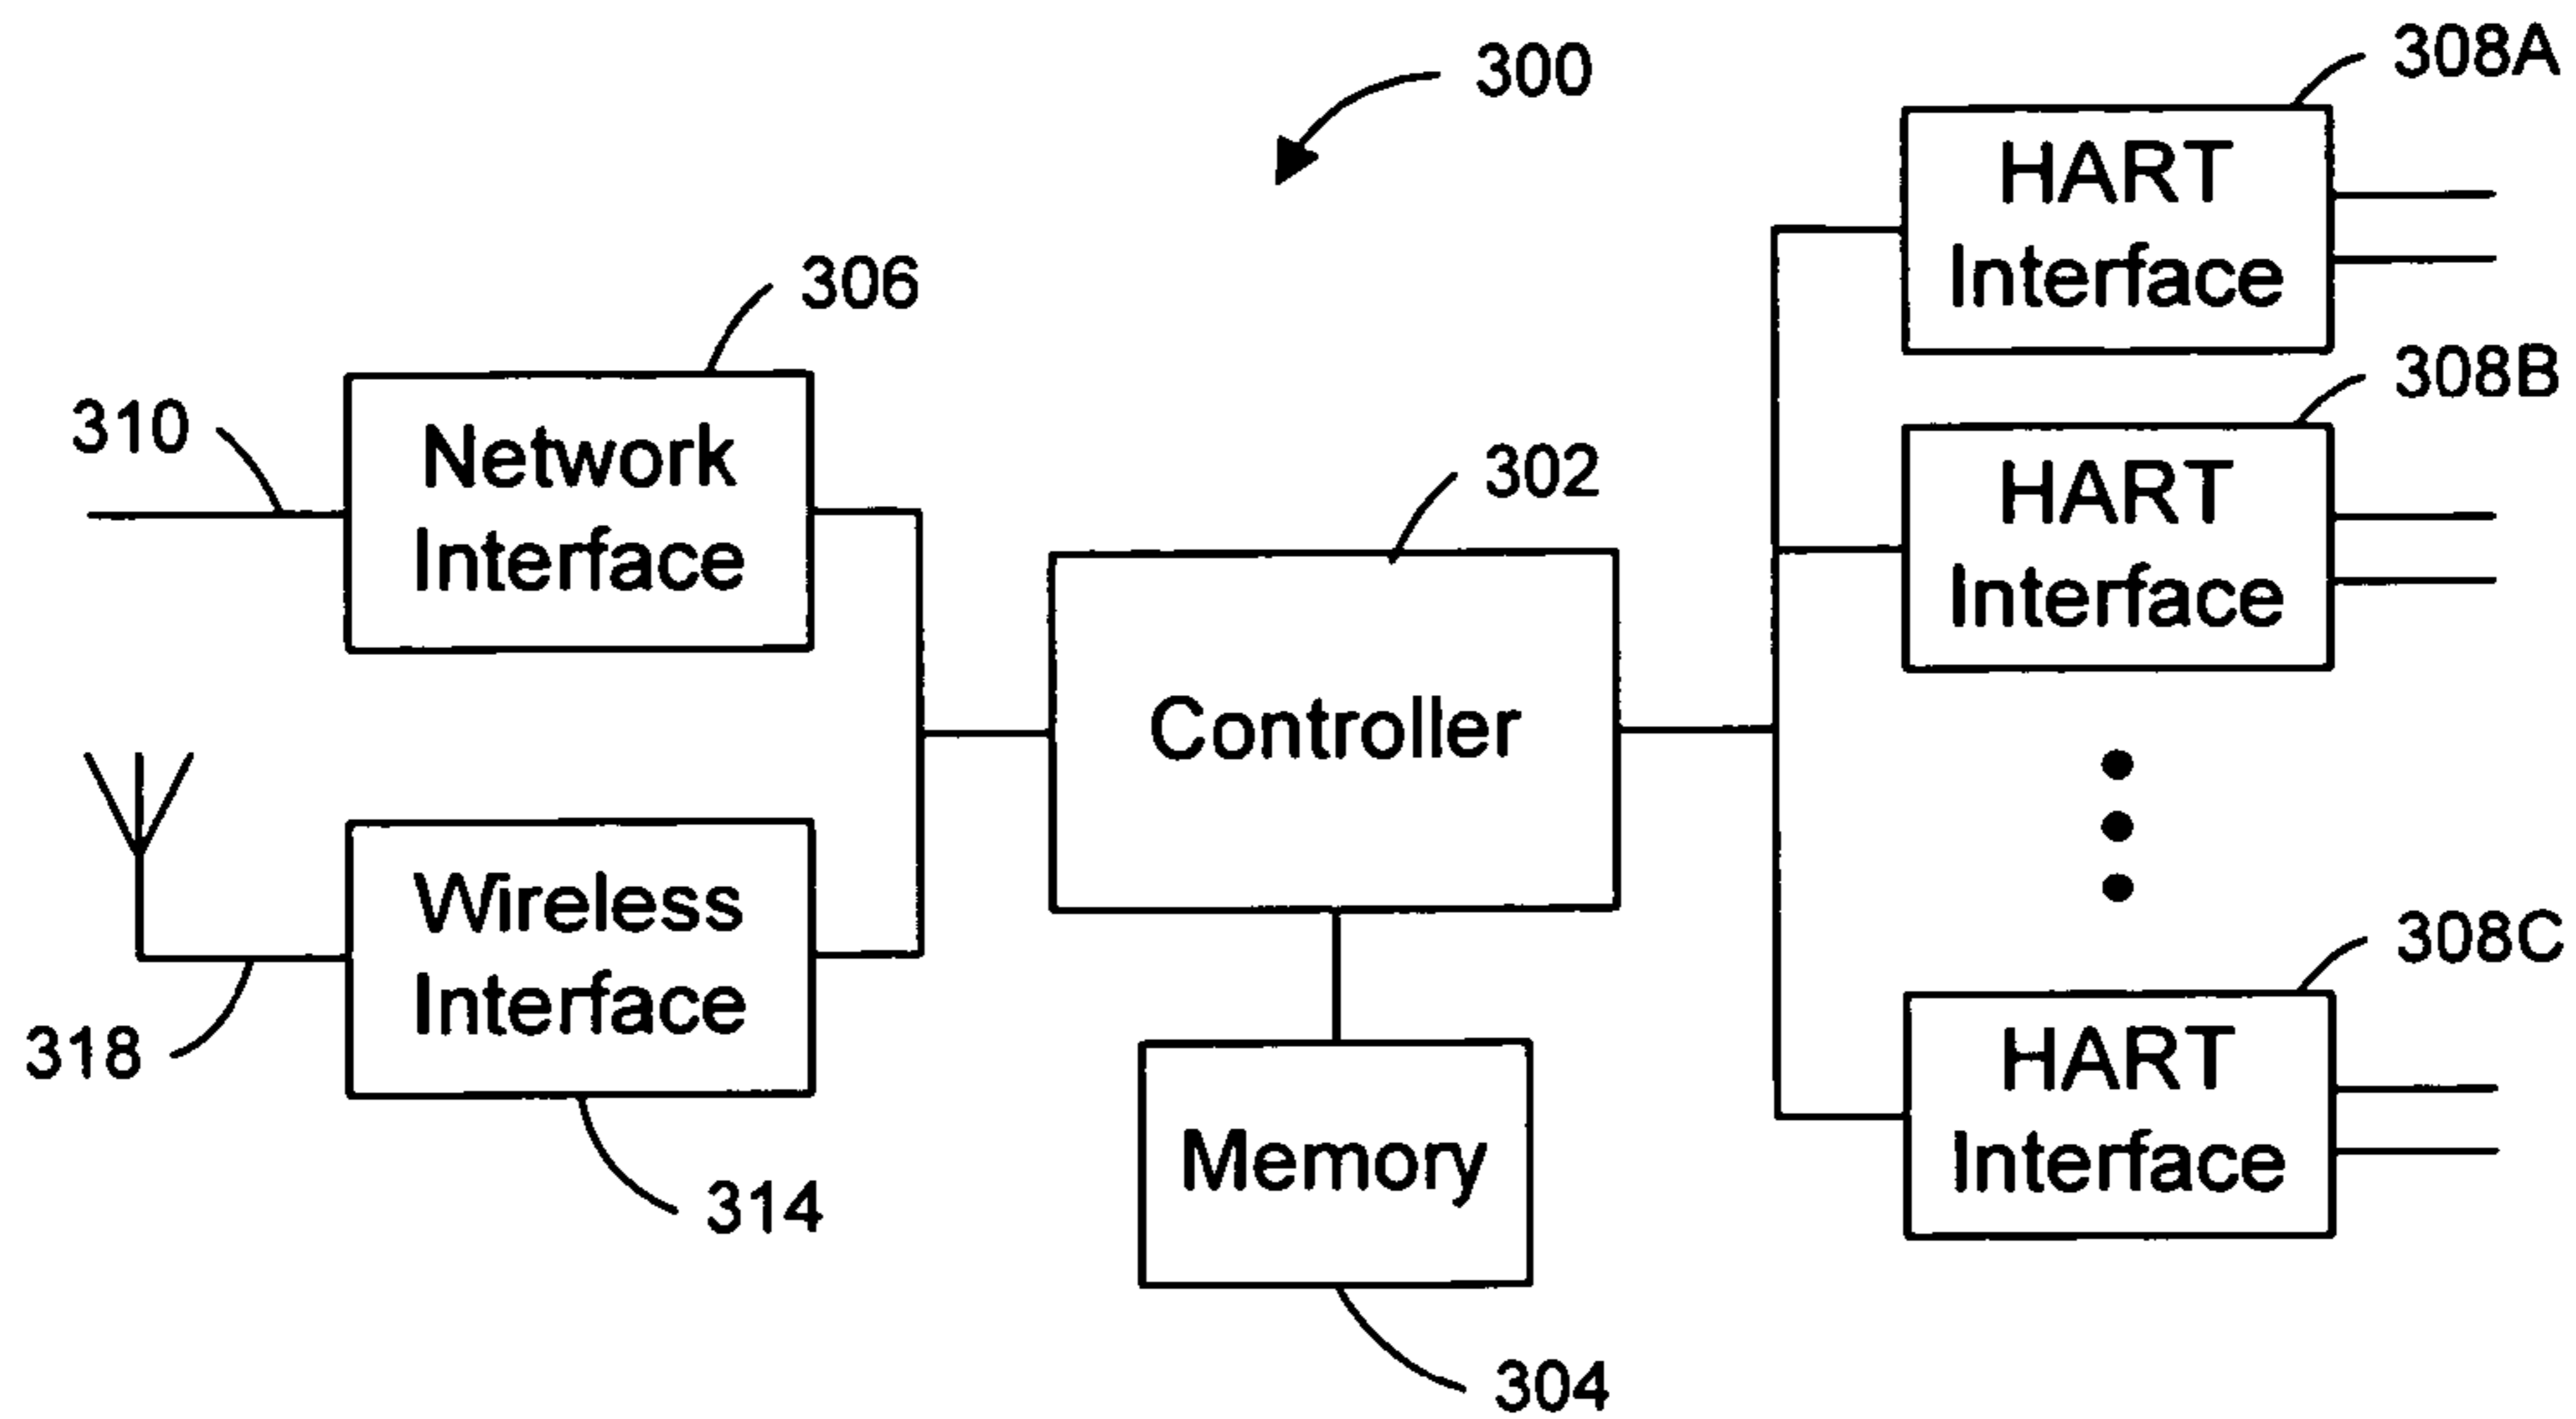 300
308A
HART
Interface
308B
HART
Interface
306
Network
Interface
310
302
Controller
Wireless
Interface
318
314
Memory
304
308C
HART
Interface